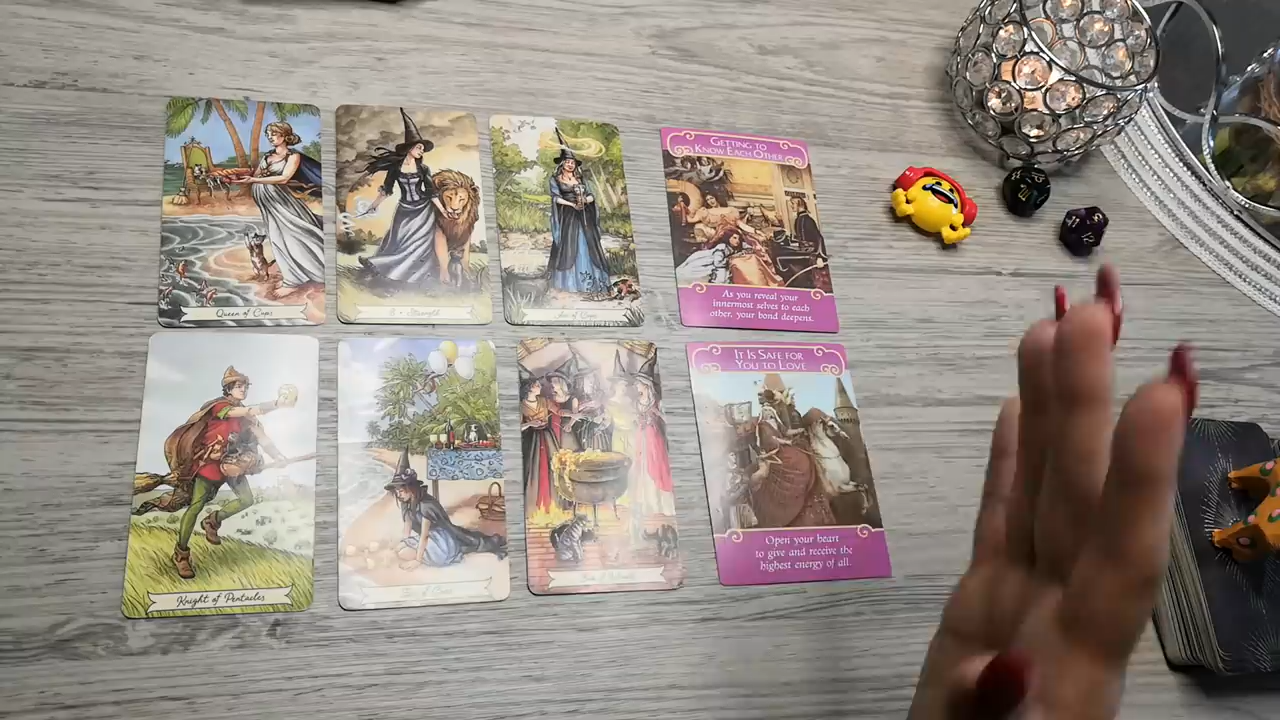 Queen of Cups
8 • Strength
Ace of Cups
GETTING TO
KNOW EACH OTHER
As you reveal your
innermost selves to each
other, your bond deepens.
Knight of Pentacles
IT IS SAFE FOR
YOU TO LOVE
Open your heart
to give and receive the
highest energy of all.
12